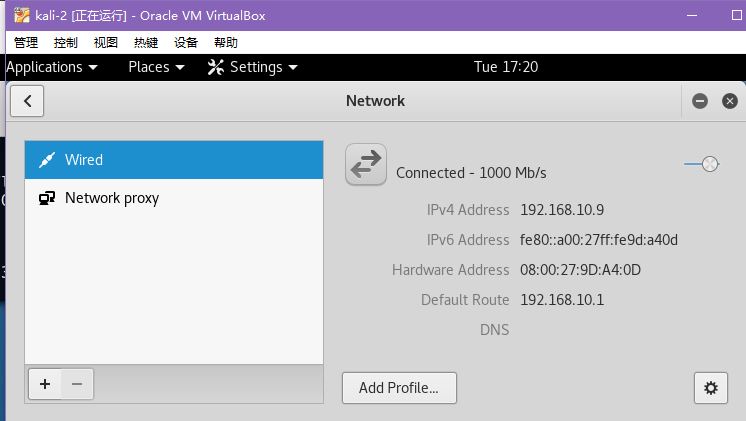 kali-2 [正在运行] - Oracle VM VirtualBox
管理 控制 视图 热键 设备 帮助
Applications Places Settings Tue 17:20
Network
Wired
Network proxy
Connected - 1000 Mb/s
IPv4 Address 192.168.10.9
IPv6 Address fe80::a00:27ff:fe9d:a40d
Hardware Address 08:00:27:9D:A4:0D
Default Route 192.168.10.1
DNS
Add Profile...